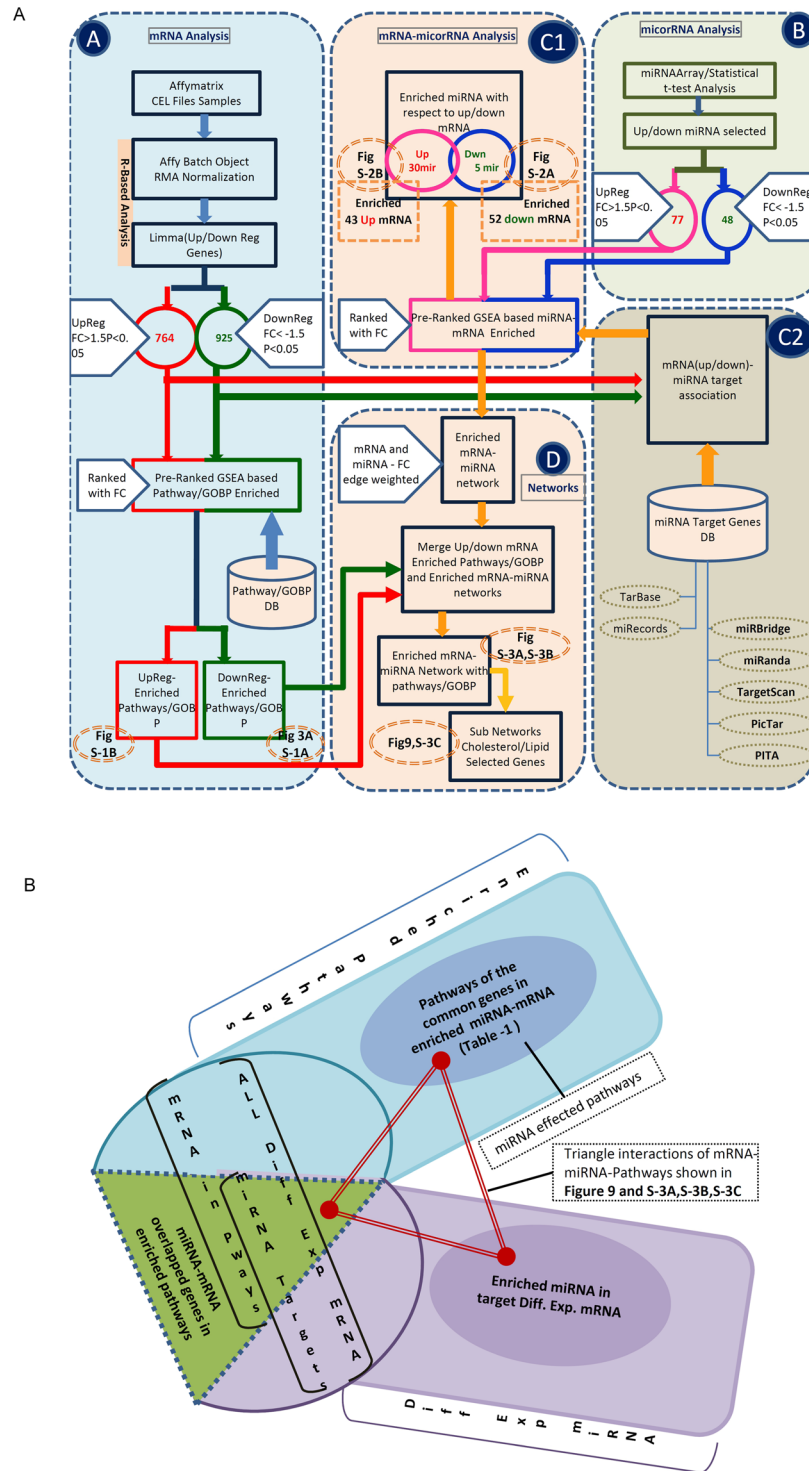 A
A
mRNA Analysis
Affymatrix
CEL Files Samples
R-Based Analysis
Affy Batch Object
RMA Normalization
Limma(Up/Down Reg
Genes)
UpReg
FC>1.5P<0.
05
764
925
DownReg
FC< -1.5
P<0.05
Ranked
with FC
Pre-Ranked GSEA based
Pathway/GOBP Enriched
Pathway/GOBP
DB
UpReg-
Enriched
Pathways/GOB
P
DownReg-
Enriched
Pathways/GOB
P
Fig
S-1B
Fig 3A
S-1A
mRNA-micorRNA Analysis
C1
Enriched miRNA with
respect to up/down
mRNA
Fig
S-2B
Up
30mir
Dwn
5 mir
Fig
S-2A
Enriched
43 Up mRNA
Enriched
52 down mRNA
Ranked
with FC
Pre-Ranked GSEA based miRNA-
mRNA Enriched
micorRNA Analysis
B
miRNAArray/Statistical
t-test Analysis
Up/down miRNA selected
UpReg
FC>1.5P<0.
05
77
48
DownReg
FC< -1.5
P<0.05
C2
mRNA(up/down)-
miRNA target
association
miRNA Target Genes
DB
TarBase
miRecords
miRBridge
miRanda
TargetScan
PicTar
PITA
mRNA and
miRNA - FC
edge weighted
Enriched
mRNA-
miRNA
network
D
Networks
Merge Up/down mRNA
Enriched Pathways/GOBP
and Enriched mRNA-miRNA
networks
Enriched mRNA-
miRNA Network with
pathways/GOBP
Fig
S-3A,S-3B
Fig9,S-3C
Sub Networks
Cholesterol/Lipid
Selected Genes
B
Enriched Pathways
Pathways of the
common genes in
enriched miRNA-mRNA
(Table -1 )
miRNA effected pathways
Triangle interactions of mRNA-
miRNA-Pathways shown in
Figure 9 and S-3A,S-3B,S-3C
ALL Diff Exp mRNA
mRNA in Pways
miRNA Targets
miRNA-mRNA
overlapped genes in
enriched pathways
Enriched miRNA in
target Diff. Exp. mRNA
Diff Exp miRNA